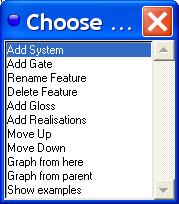 Choose ...
Add System
Add Gate
Rename Feature
Delete Feature
Add Gloss
Add Realisations
Move Up
Move Down
Graph from here
Graph from parent
Show examples